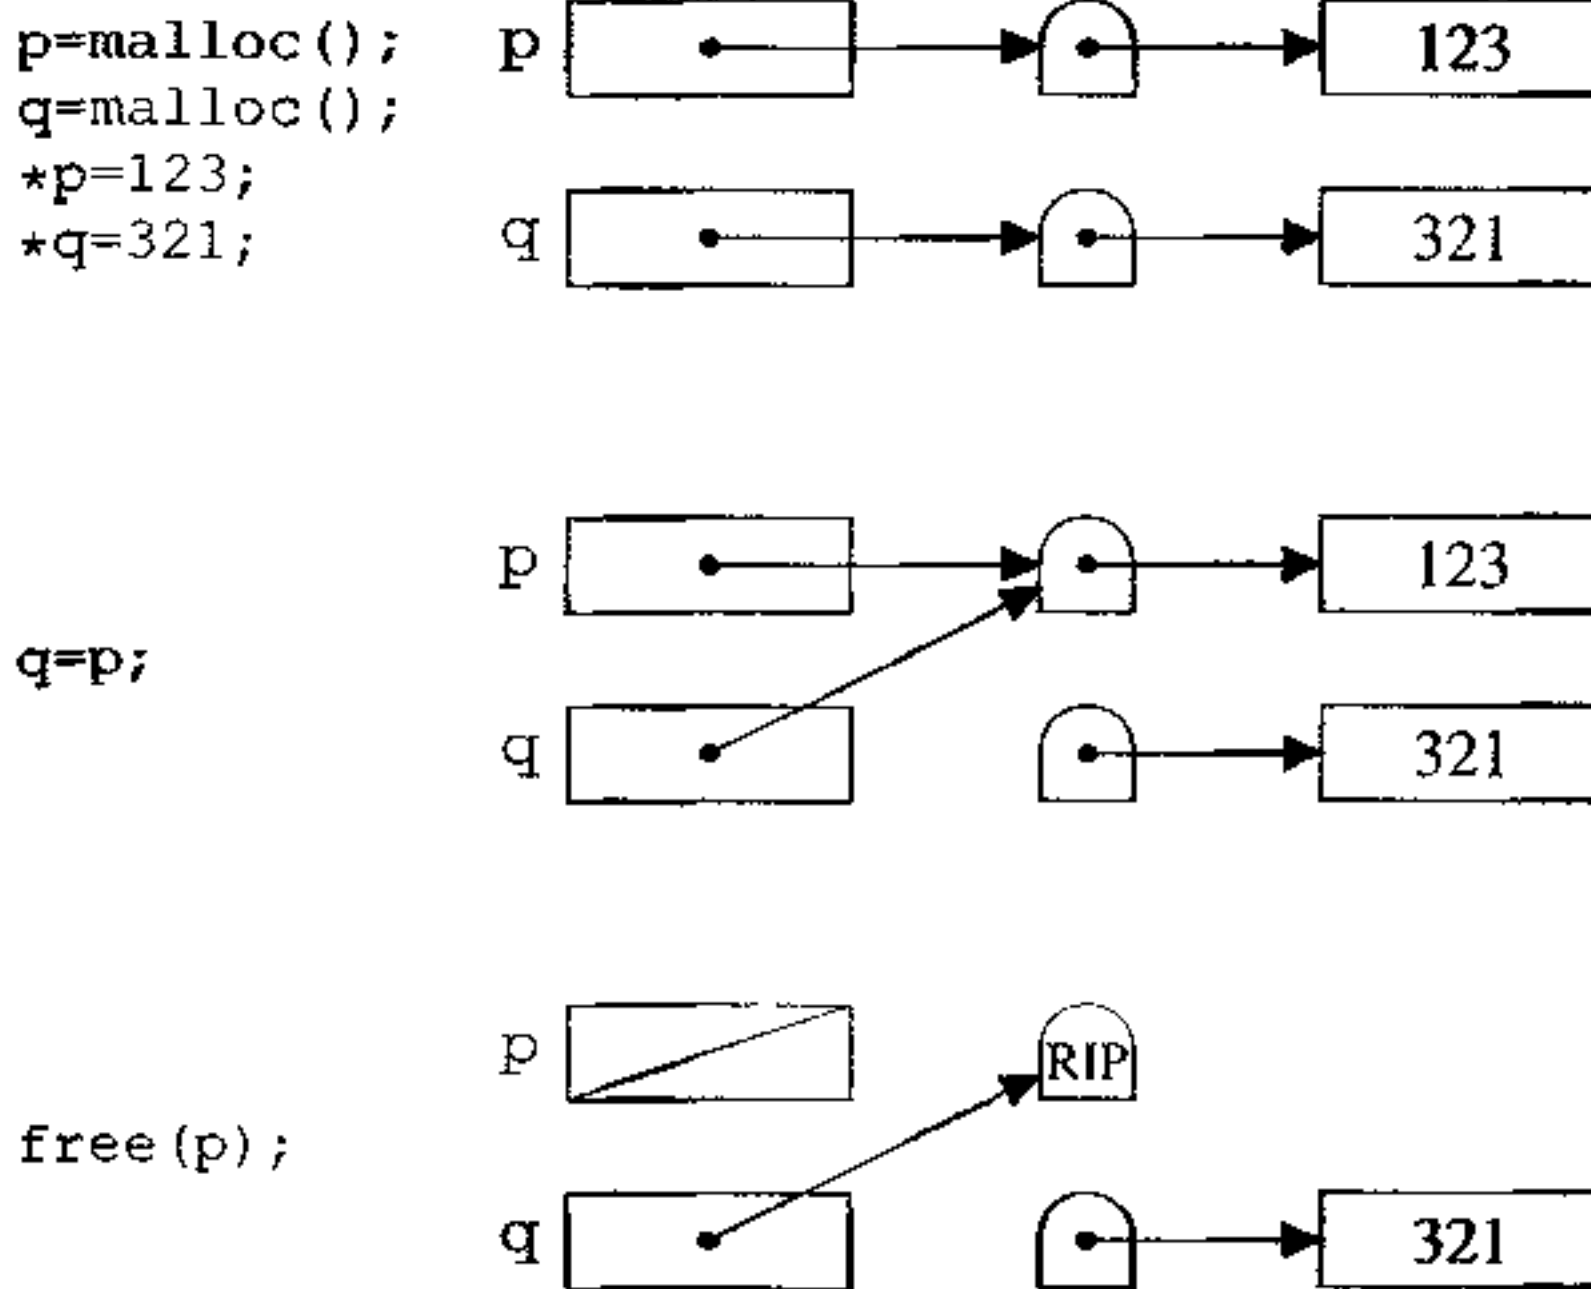 p=malloc();
q=malloc();
*p=123;
*q=321;
p 123
q 321
q=p;
p 123
q 321
free(p);
p RIP
q 321